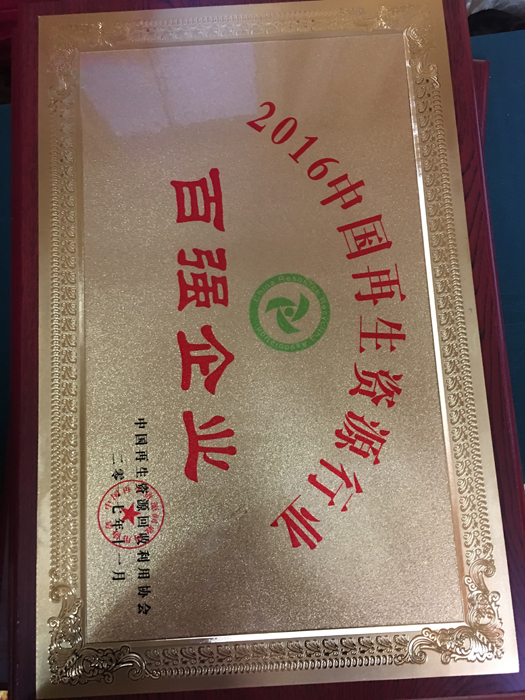 2016中国再生资源行业
百强企业
中国再生资源回收利用协会
二零一七年十一月